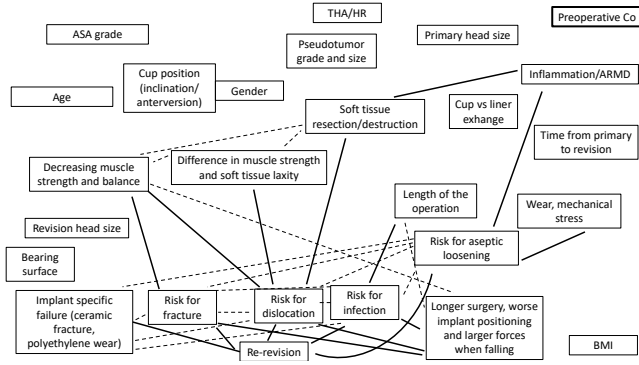 THA/HR
Preoperative Co
ASA grade
Primary head size
Pseudotumor
grade and size
Cup position
(inclination/
anterversion)
Inflammation/ARMD
Age
Gender
Soft tissue
resection/destruction
Cup vs liner
exhange
Time from primary
to revision
Decreasing muscle
strength and balance
Difference in muscle strength
and soft tissue laxity
Length of the
operation
Wear, mechanical
stress
Revision head size
Risk for aseptic
loosening
Bearing
surface
Implant specific
failure (ceramic
fracture,
polyethylene wear)
Risk for
fracture
Risk for
dislocation
Risk for
infection
Longer surgery, worse
implant positioning
and larger forces
when falling
Re-revision
BMI